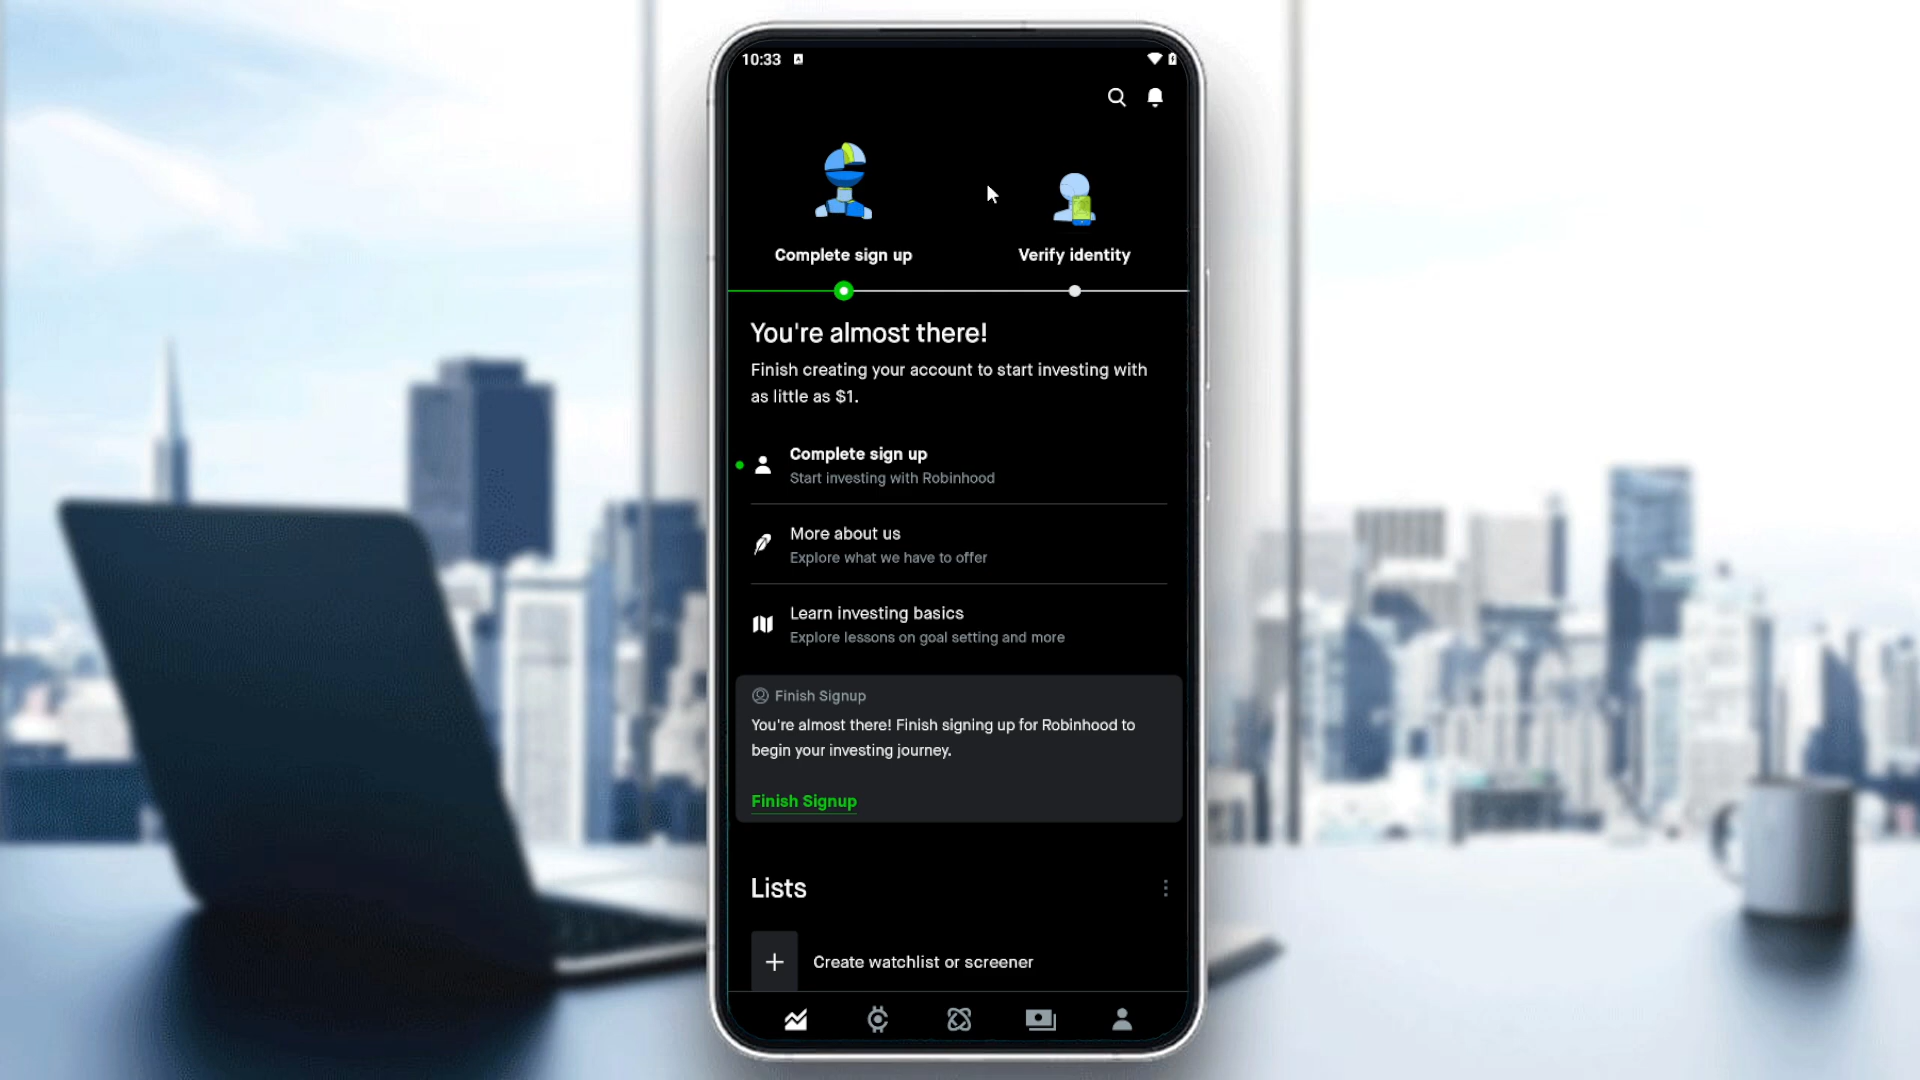 10:33
Complete sign up
Verify identity
You're almost there!
Finish creating your account to start investing with
as little as $1.
Complete sign up
Start investing with Robinhood
More about us
Explore what we have to offer
Learn investing basics
Explore lessons on goal setting and more
Finish Signup
You're almost there! Finish signing up for Robinhood to
begin your investing journey.
Finish Signup
Lists
Create watchlist or screener